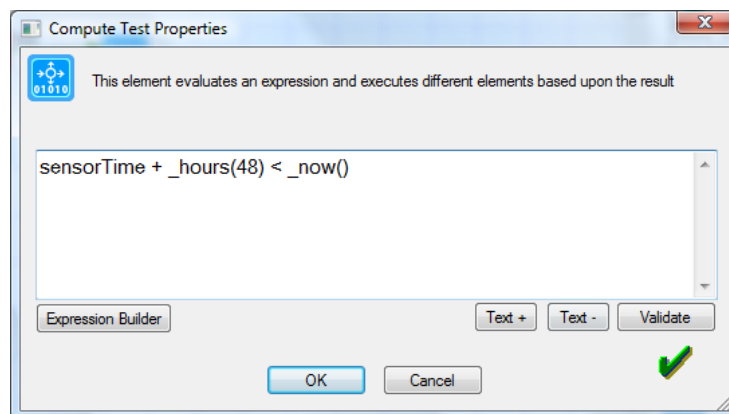 Compute Test Properties
x
01010
This element evaluates an expression and executes different elements based upon the result
sensorTime + _hours(48) < _now()
Expression Builder
Text +
Text -
Validate
OK
Cancel